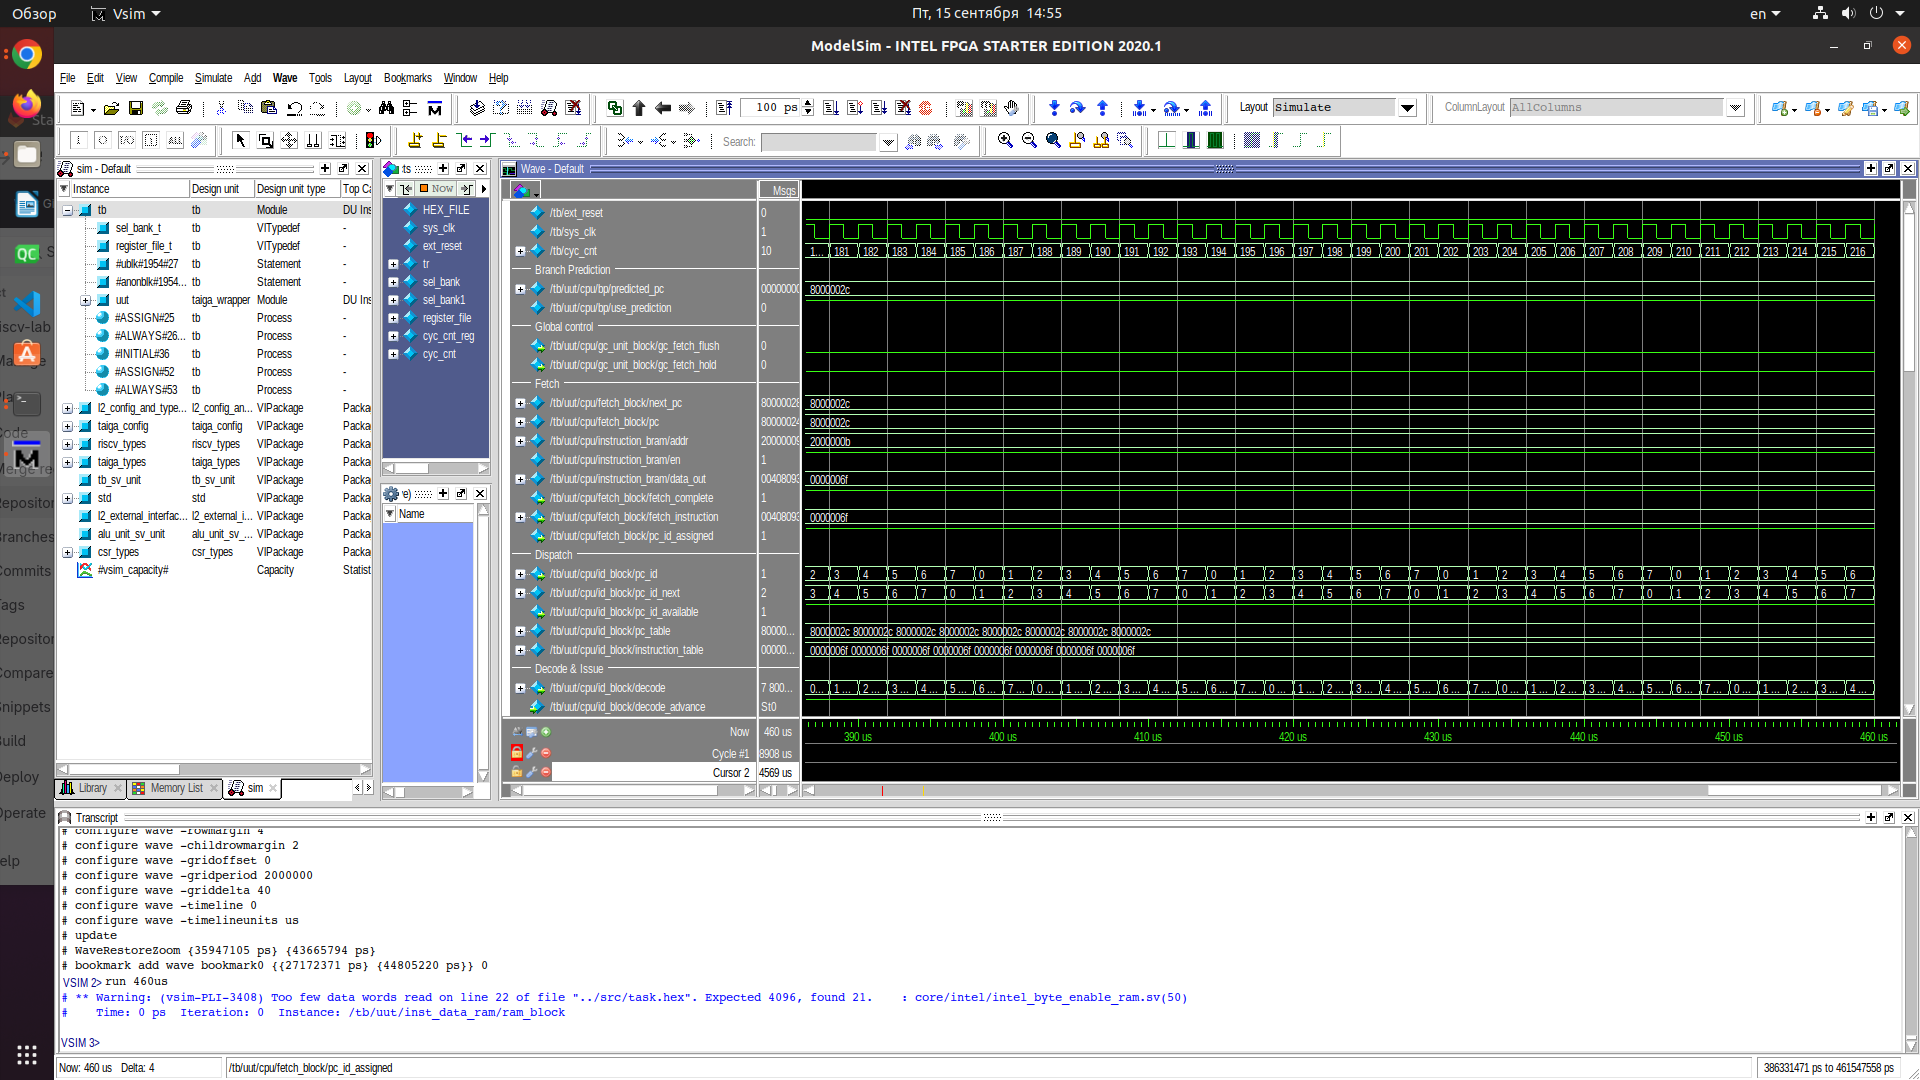 Обзор
Vsim
Пт, 15 сентября 14:55
en
ModelSim - INTEL FPGA STARTER EDITION 2020.1
File Edit View Compile Simulate Add Wave Tools Layout Bookmarks Window Help
100 ps
Layout Simulate
ColumnLayout AllColumns
Search:
sim - Default
Instance Design unit Design unit type Top Ca
tb tb Module DU Ins
sel_bank_t tb VlTypedef -
register_file_t tb VlTypedef -
#ublk#1954#27 tb Statement -
#anonblk#1954... tb Statement -
uut taiga_wrapper Module DU Ins
#ASSIGN#25 tb Process -
#ALWAYS#26... tb Process -
#INITIAL#36 tb Process -
#ASSIGN#52 tb Process -
#ALWAYS#53 tb Process -
l2_config_and_type... l2_config_an... VlPackage Packa
taiga_config taiga_config VlPackage Packa
riscv_types riscv_types VlPackage Packa
taiga_types taiga_types VlPackage Packa
tb_sv_unit tb_sv_unit VlPackage Packa
std std VlPackage Packa
l2_external_interfac... l2_external_i... VlPackage Packa
alu_unit_sv_unit alu_unit_sv_... VlPackage Packa
csr_types csr_types VlPackage Packa
#vsim_capacity# Capacity Statist
Library Memory List sim
Now
HEX_FILE
sys_clk
ext_reset
tr
sel_bank
sel_bank1
register_file
cyc_cnt_reg
cyc_cnt
Name
Wave - Default
Msgs
/tb/ext_reset 0
/tb/sys_clk 1
/tb/cyc_cnt 10 1... 181 182 183 184 185 186 187 188 189 190 191 192 193 194 195 196 197 198 199 200 201 202 203 204 205 206 207 208 209 210 211 212 213 214 215 216
Branch Prediction
/tb/uut/cpu/bp/predicted_pc 00000000 8000002c
/tb/uut/cpu/bp/use_prediction 0
Global control
/tb/uut/cpu/gc_unit_block/gc_fetch_flush 0
/tb/uut/cpu/gc_unit_block/gc_fetch_hold 0
Fetch
/tb/uut/cpu/fetch_block/next_pc 80000028 8000002c
/tb/uut/cpu/fetch_block/pc 80000024 8000002c
/tb/uut/cpu/instruction_bram/addr 20000009 2000000b
/tb/uut/cpu/instruction_bram/en 1
/tb/uut/cpu/instruction_bram/data_out 00408093 0000006f
/tb/uut/cpu/fetch_block/fetch_complete 1
/tb/uut/cpu/fetch_block/fetch_instruction 00408093 0000006f
/tb/uut/cpu/fetch_block/pc_id_assigned 1
Dispatch
/tb/uut/cpu/id_block/pc_id 1 2 3 4 5 6 7 0 1 2 3 4 5 6 7 0 1 2 3 4 5 6 7 0 1 2 3 4 5 6 7 0 1 2 3 4 5 6
/tb/uut/cpu/id_block/pc_id_next 2 3 4 5 6 7 0 1 2 3 4 5 6 7 0 1 2 3 4 5 6 7 0 1 2 3 4 5 6 7 0 1 2 3 4 5 6 7
/tb/uut/cpu/id_block/pc_id_available 1
/tb/uut/cpu/id_block/pc_table 80000... 8000002c 8000002c 8000002c 8000002c 8000002c 8000002c 8000002c 8000002c
/tb/uut/cpu/id_block/instruction_table 00000... 0000006f 0000006f 0000006f 0000006f 0000006f 0000006f 0000006f 0000006f
Decode & Issue
/tb/uut/cpu/id_block/decode 7 800... 0... 1 ... 2 ... 3 ... 4 ... 5 ... 6 ... 7 ... 0 ... 1 ... 2 ... 3 ... 4 ... 5 ... 6 ... 7 ... 0 ... 1 ... 2 ... 3 ... 4 ... 5 ... 6 ... 7 ... 0 ... 1 ... 2 ... 3 ... 4 ... 5 ... 6 ... 7 ... 0 ... 1 ... 2 ... 3 ... 4 ...
/tb/uut/cpu/id_block/decode_advance St0
Now 460 us 390 us 400 us 410 us 420 us 430 us 440 us 450 us 460 us
Cycle #1 8908 us
Cursor 2 4569 us
Transcript
# configure wave -rowmargin 4
# configure wave -childrowmargin 2
# configure wave -gridoffset 0
# configure wave -gridperiod 2000000
# configure wave -griddelta 40
# configure wave -timeline 0
# configure wave -timelineunits us
# update
# WaveRestoreZoom {35947105 ps} {43665794 ps}
# bookmark add wave bookmark0 {{27172371 ps} {44805220 ps}} 0
VSIM 2> run 460us
# ** Warning: (vsim-PLI-3408) Too few data words read on line 22 of file "../src/task.hex". Expected 4096, found 21. : core/intel/intel_byte_enable_ram.sv(50)
# Time: 0 ps Iteration: 0 Instance: /tb/uut/inst_data_ram/ram_block
VSIM 3>
Now: 460 us Delta: 4
/tb/uut/cpu/fetch_block/pc_id_assigned
386331471 ps to 461547558 ps